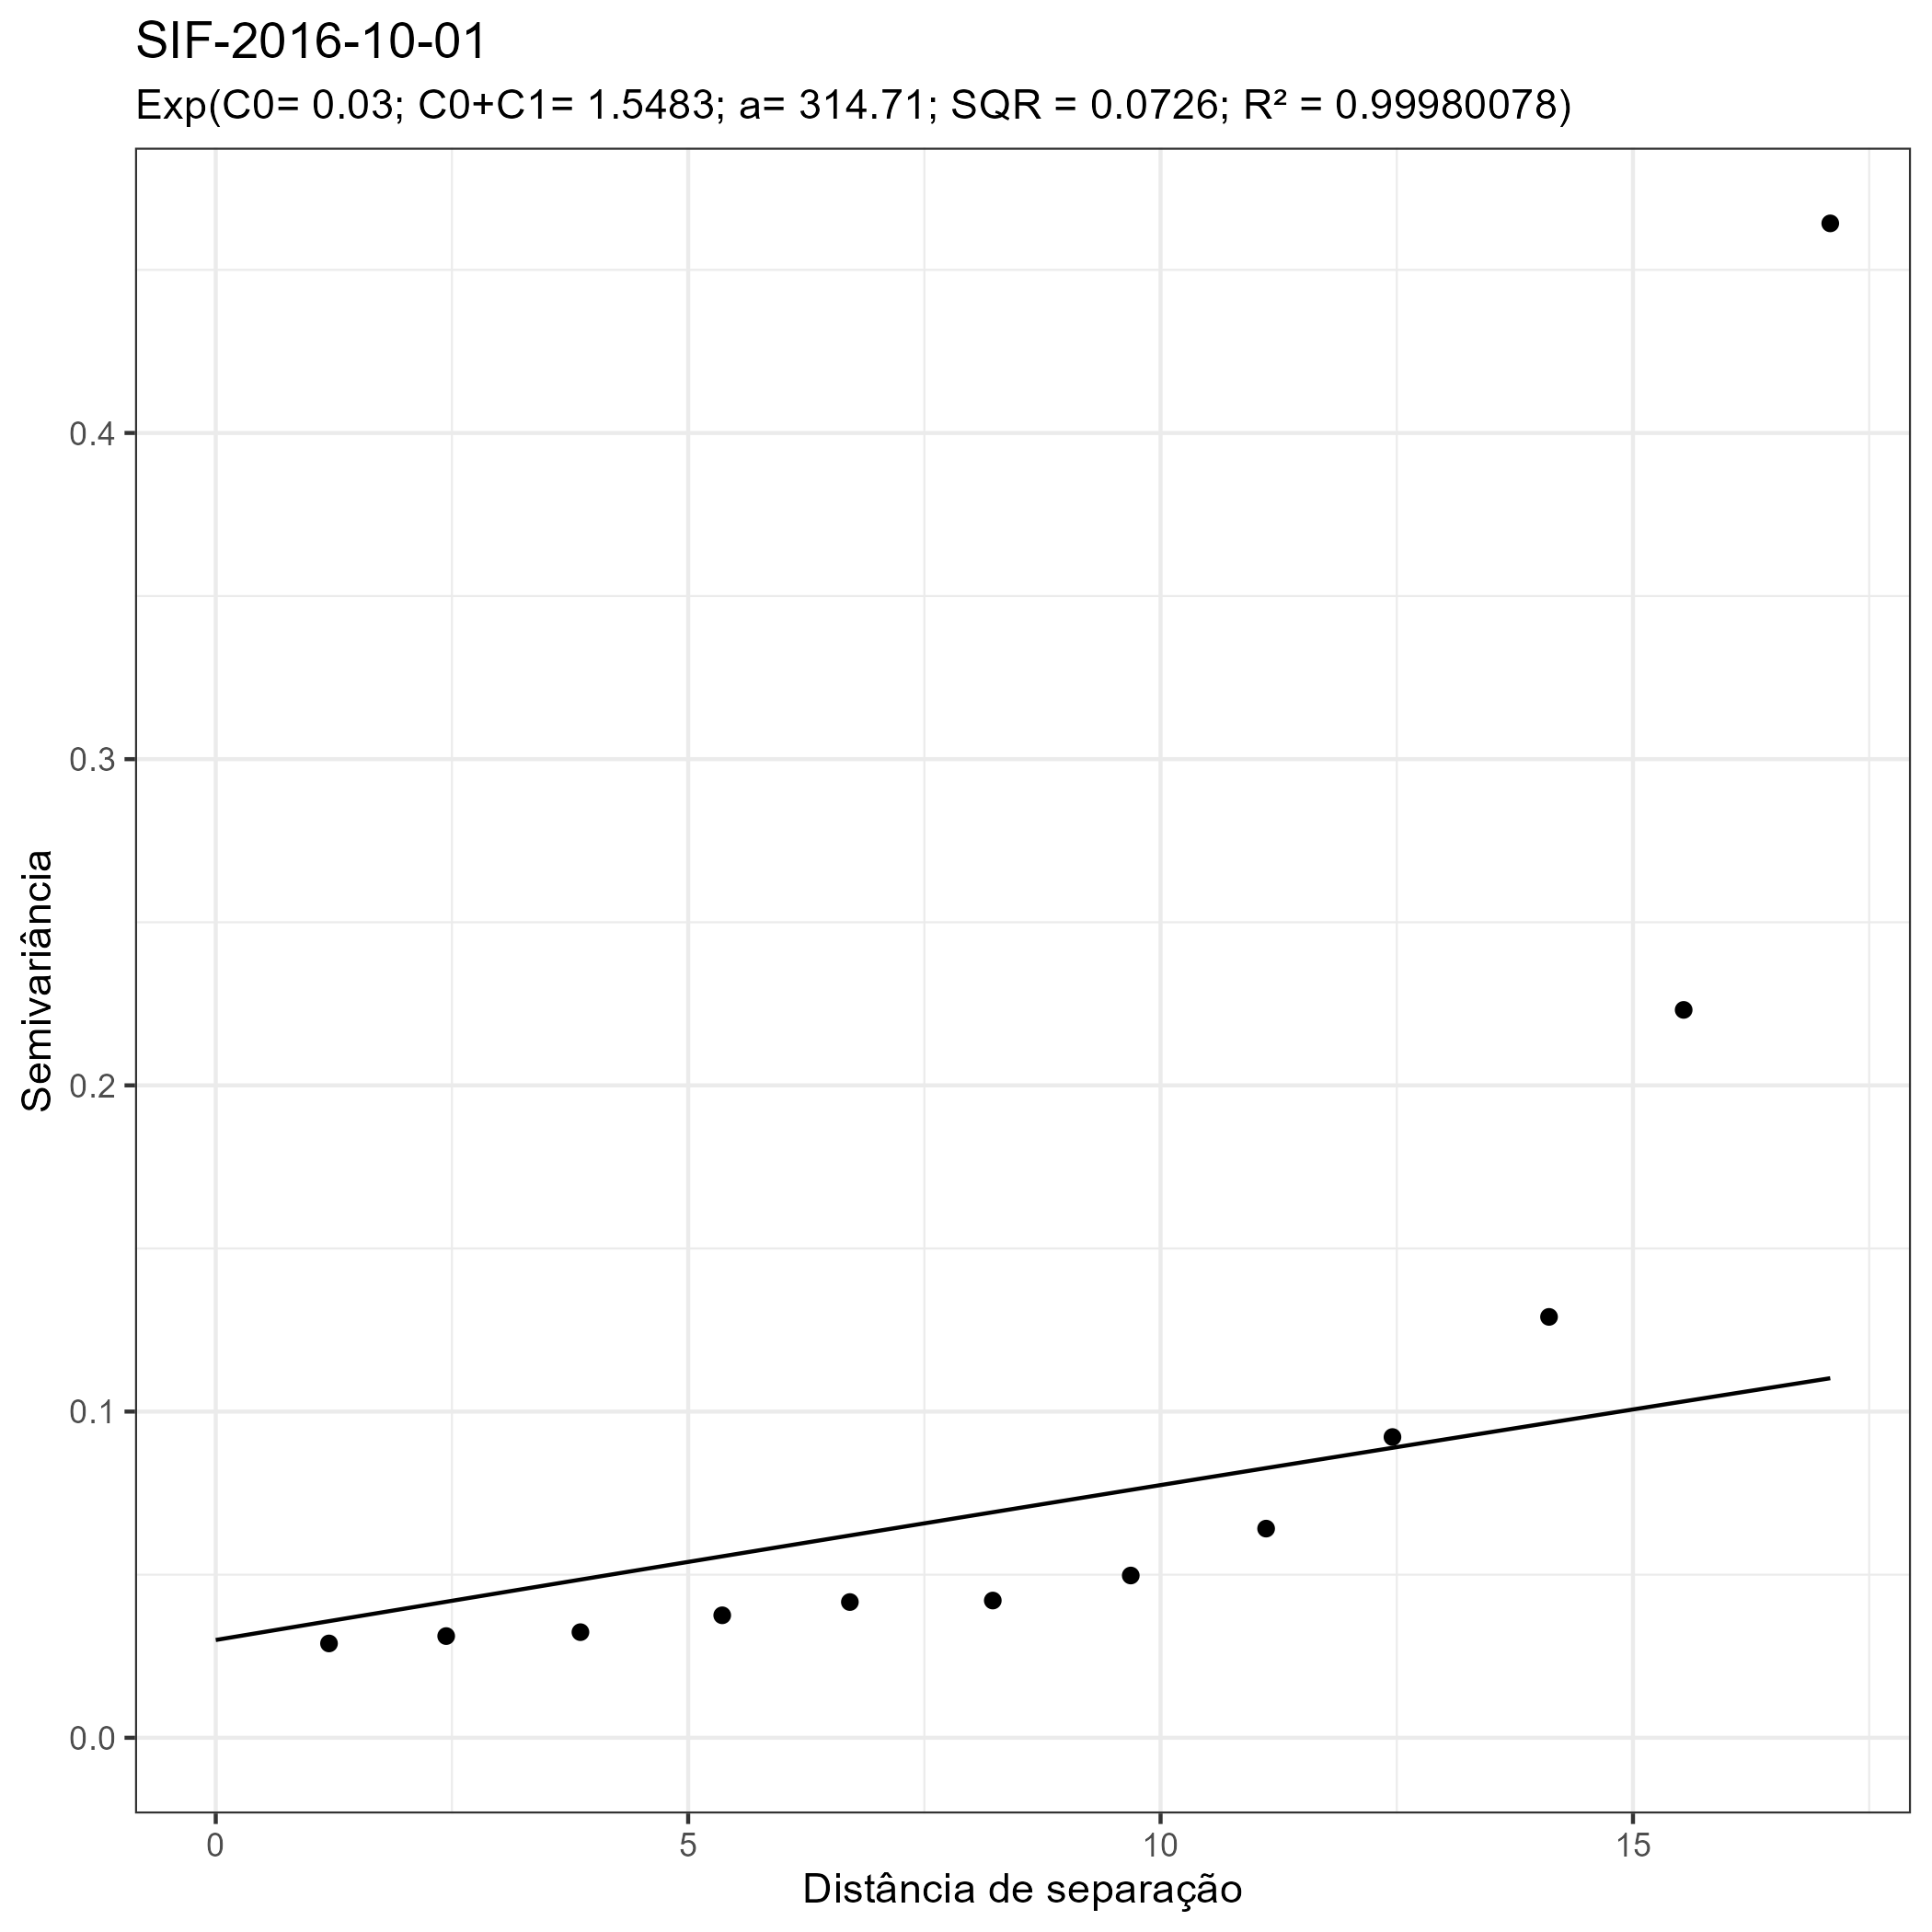 SIF-2016-10-01
Exp(C0= 0.03; C0+C1= 1.5483; a= 314.71; SQR = 0.0726; R² = 0.99980078)
Semivariância
0.4
0.3
0.2
0.1
0.0
0 5 10 15
Distância de separação